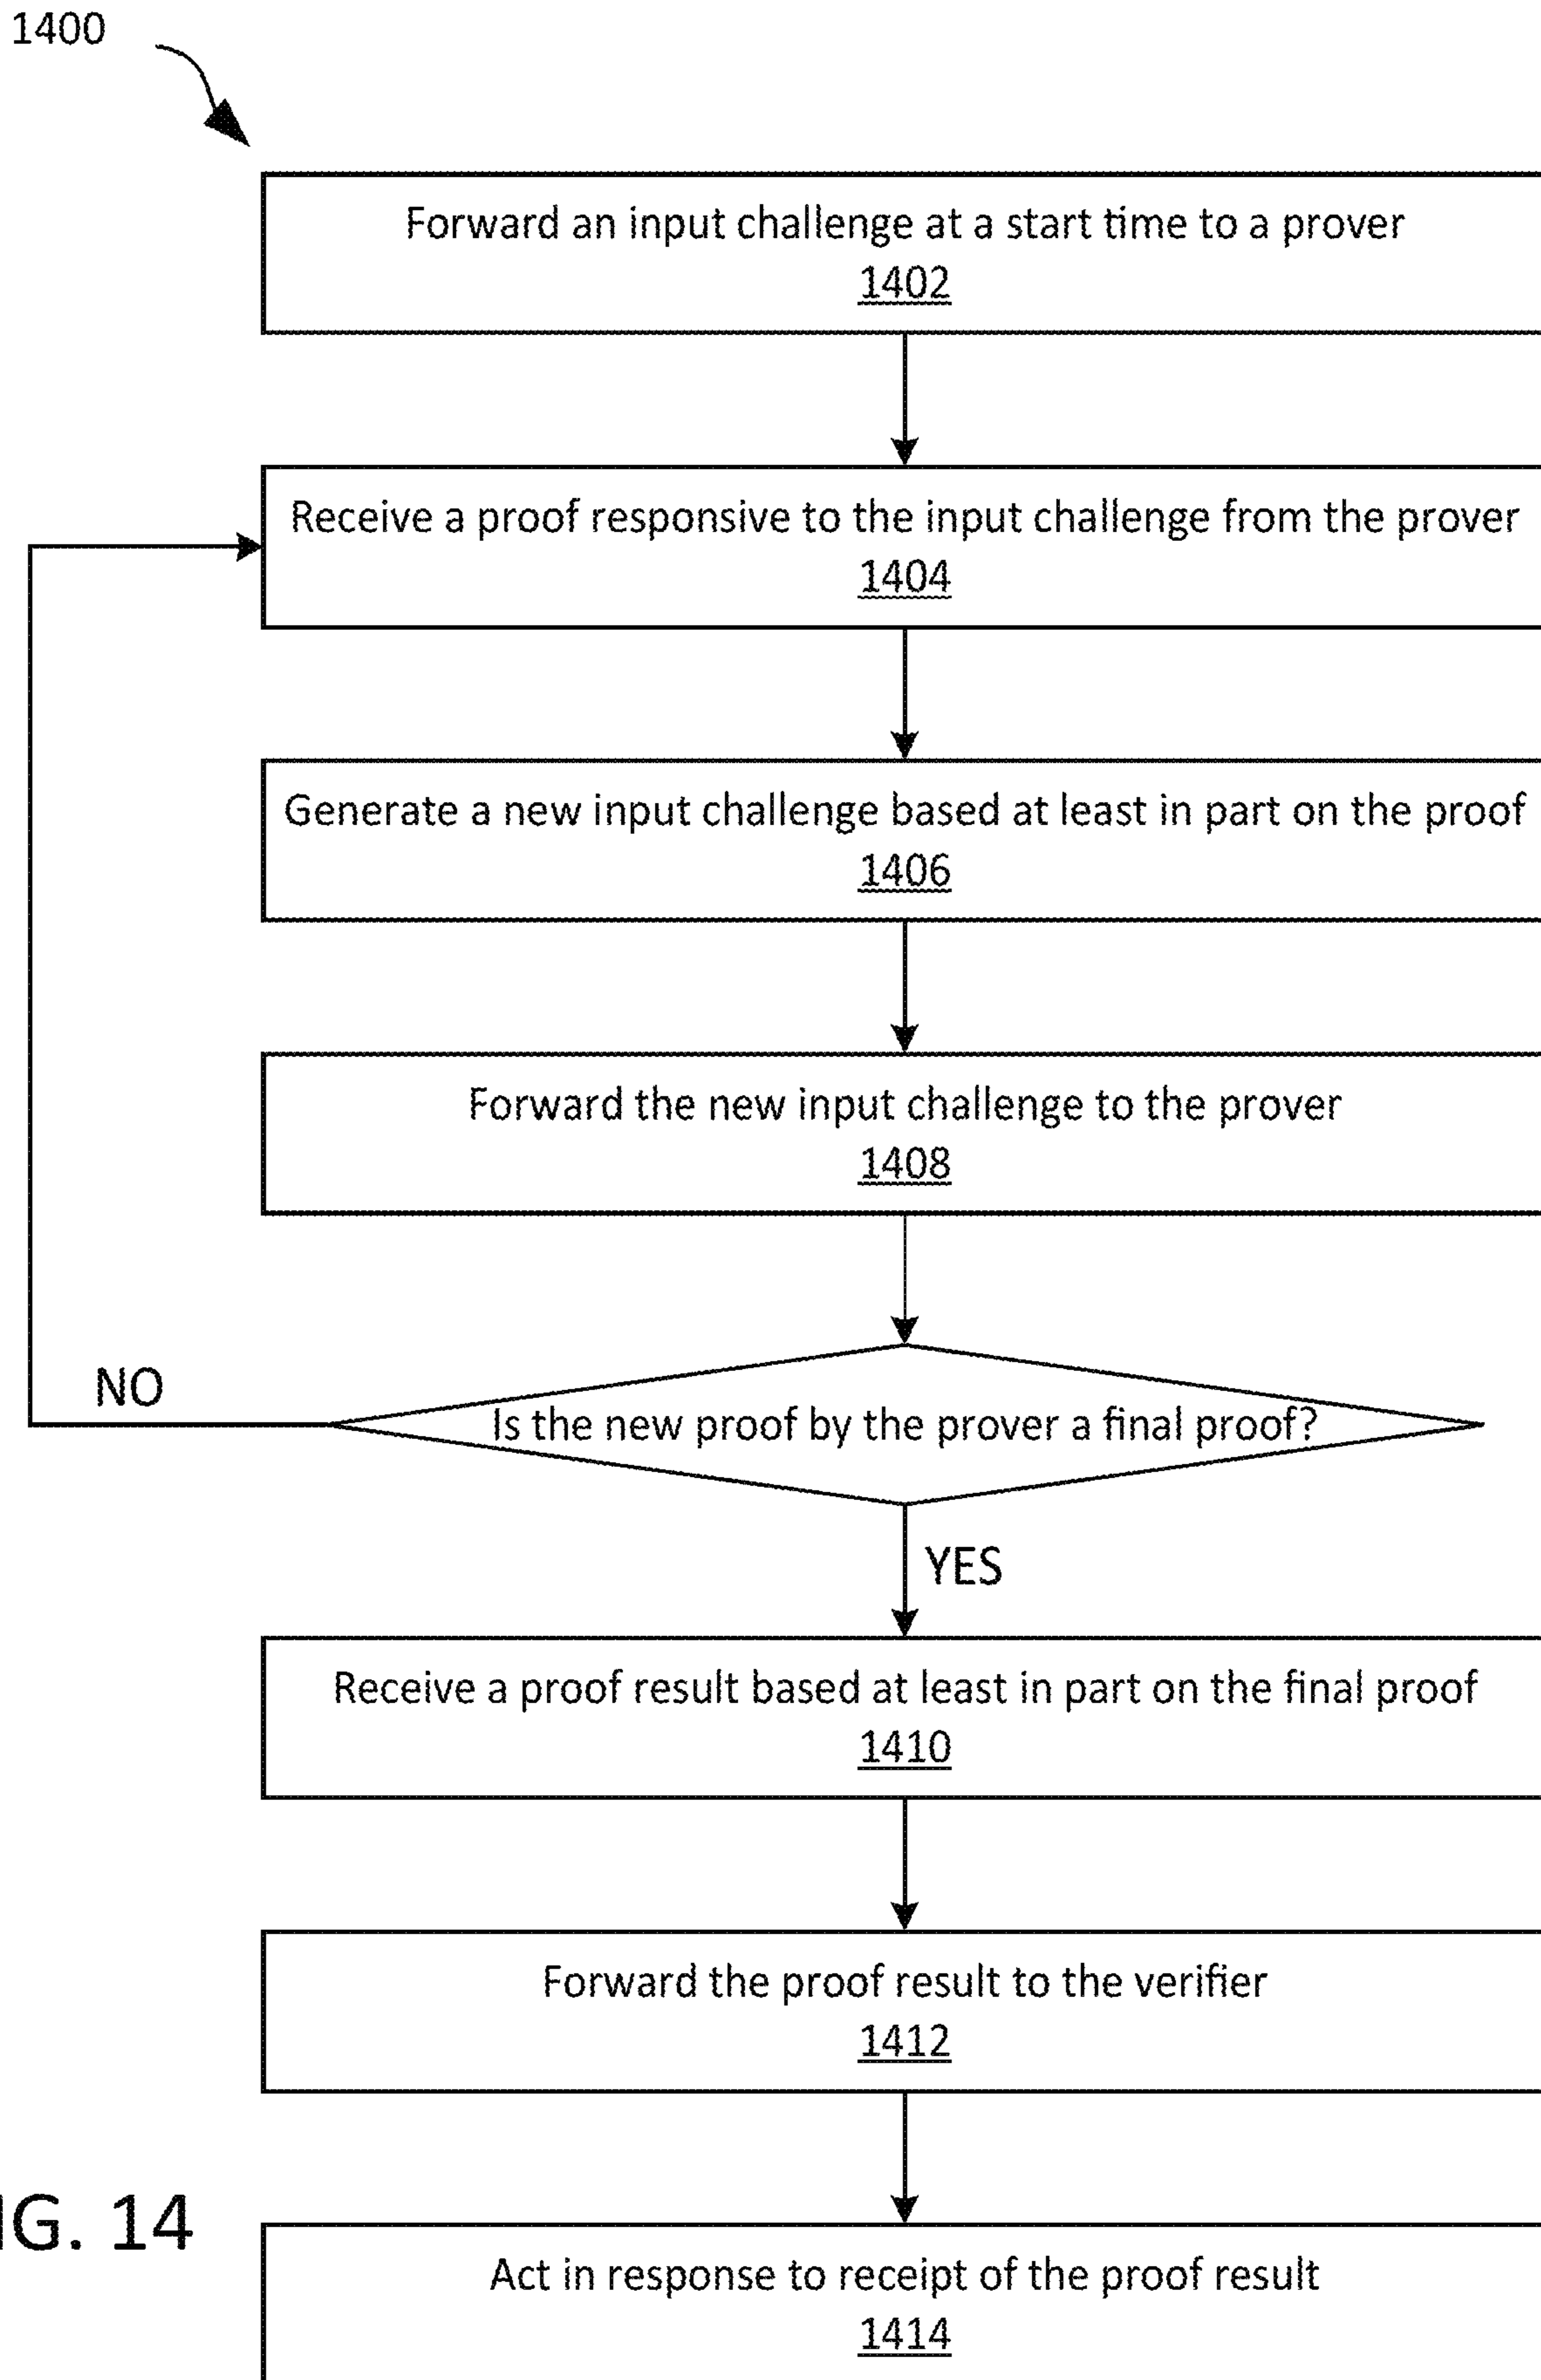 1400
Forward an input challenge at a start time to a prover
1402
Receive a proof responsive to the input challenge from the prover
1404
Generate a new input challenge based at least in part on the proof
1406
Forward the new input challenge to the prover
1408
NO
Is the new proof by the prover a final proof?
YES
Receive a proof result based at least in part on the final proof
1410
Forward the proof result to the verifier
1412
IG. 14
Act in response to receipt of the proof result
1414